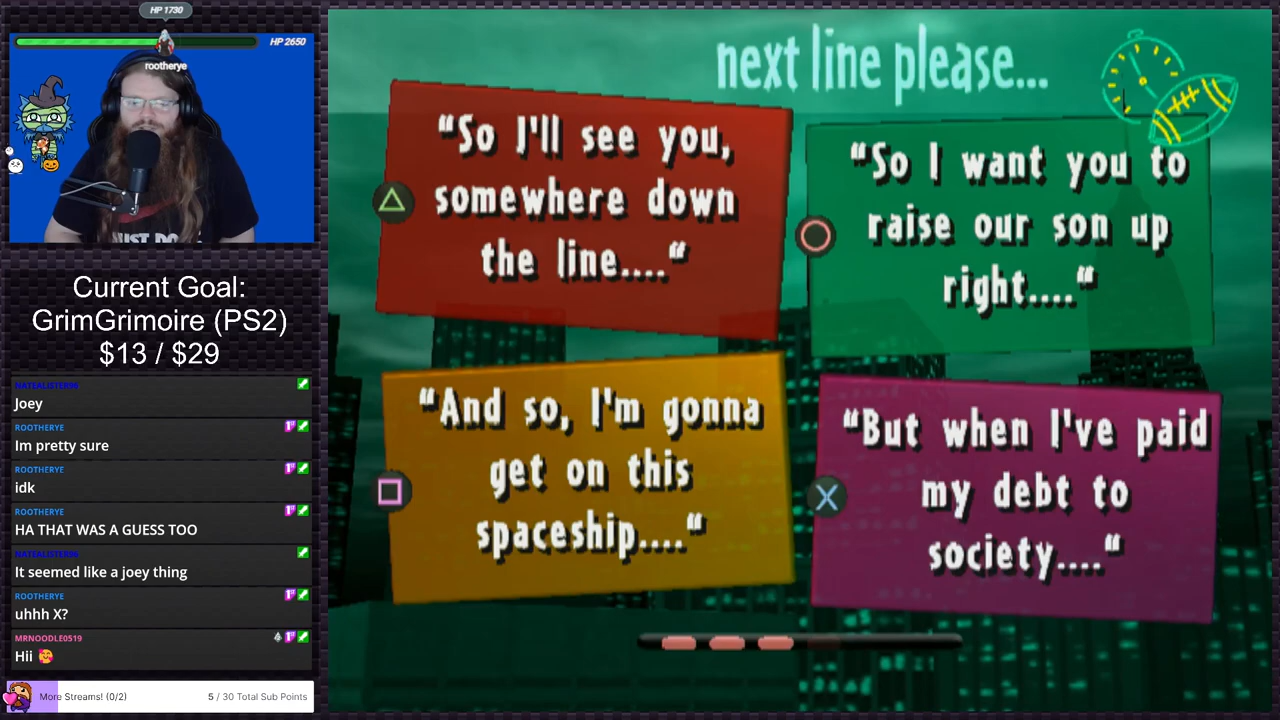 HP 1730
HP 2650
rootherye
JUST DO
Current Goal:
GrimGrimoire (PS2)
$13 / $29
NATEALISTER98
Joey
ROOTHERYE
Im pretty sure
ROOTHERYE
idk
ROOTHERYE
HA THAT WAS A GUESS TOO
NATEALISTER98
It seemed like a joey thing
ROOTHERYE
uhhh X?
MRNOODLE0519
Hii
More Streams! (0/2)
5 / 30 Total Sub Points
next line please...
"So I'll see you,
somewhere down
the line...."
"So I want you to
raise our son up
right...."
"And so, I'm gonna
get on this
spaceship...."
"But when I've paid
my debt to
society...."